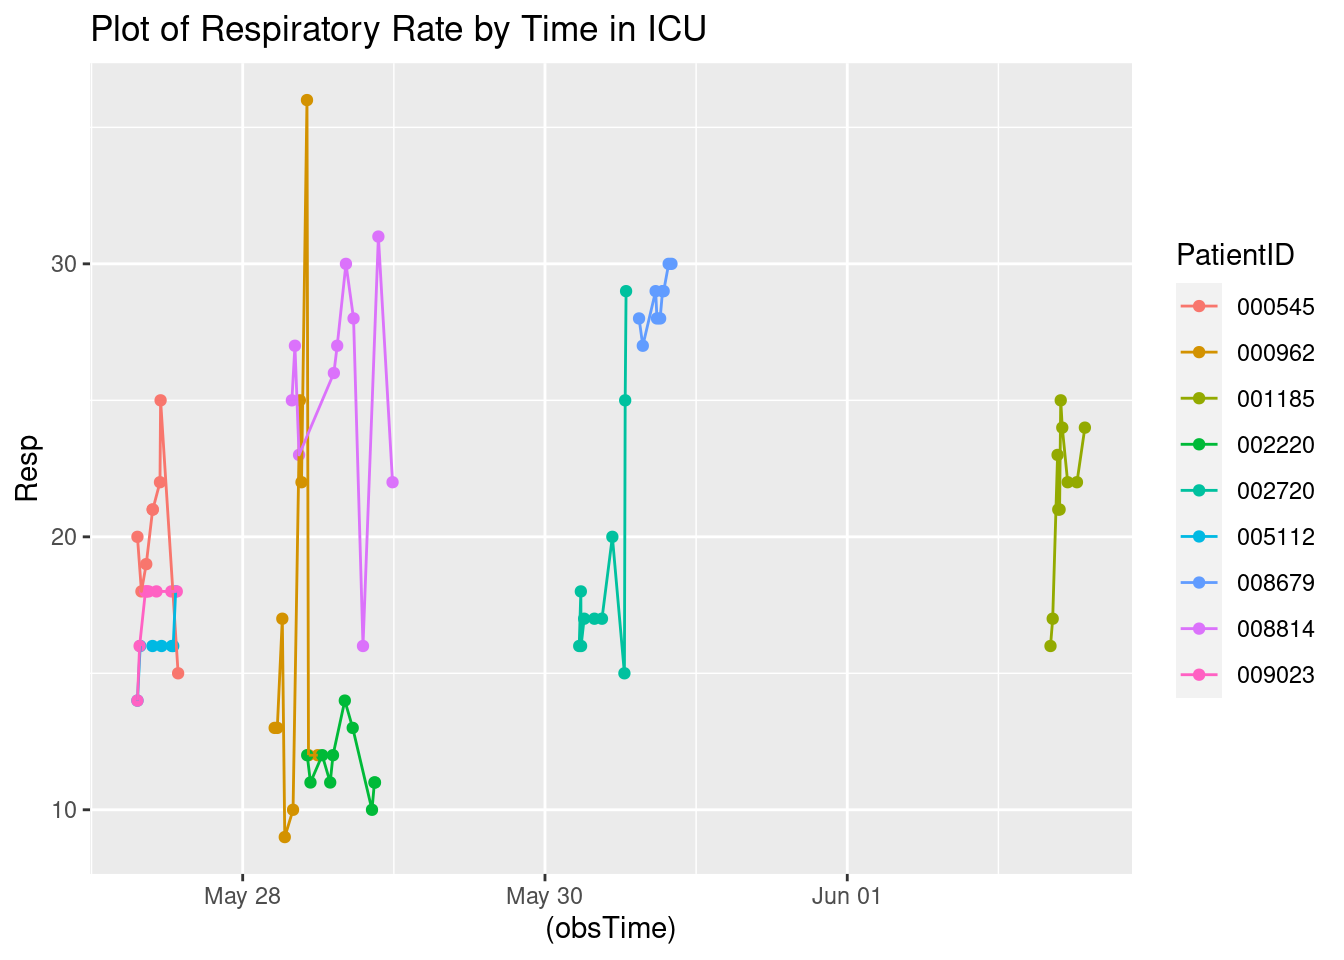 Plot of Respiratory Rate by Time in ICU
Resp
30
20
10
May 28
May 30
Jun 01
(obsTime)
PatientID
000545
000962
001185
002220
002720
005112
008679
008814
009023